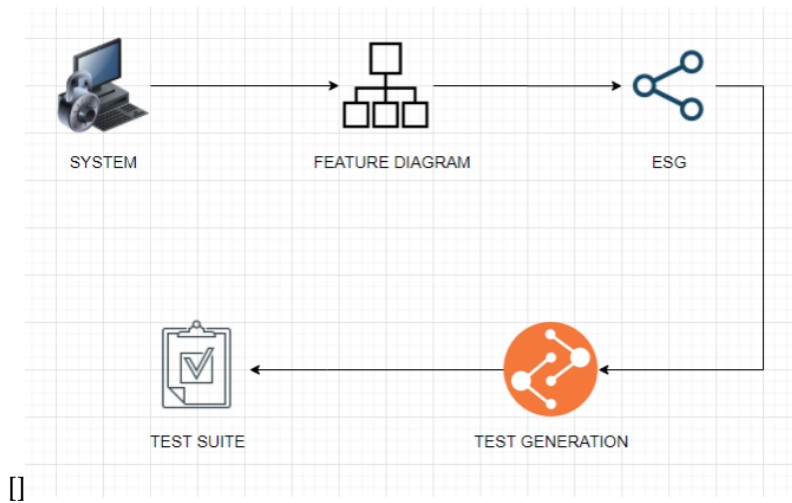 SYSTEM
FEATURE DIAGRAM
ESG
TEST SUITE
TEST GENERATION
[]